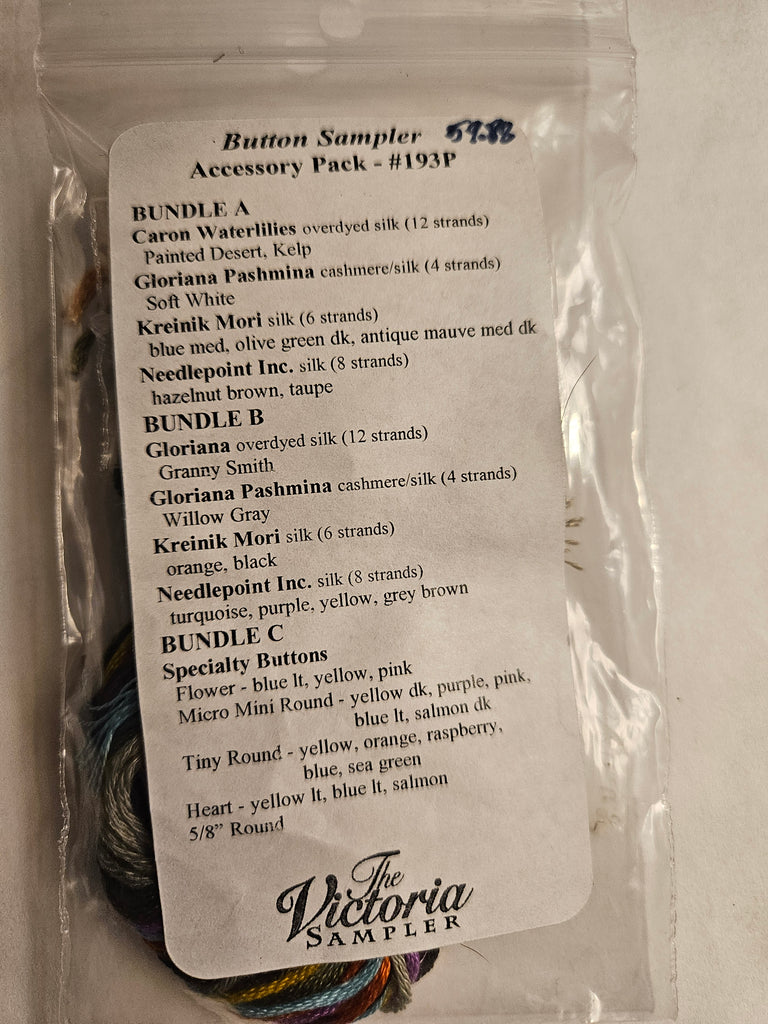 Button Sampler 59.88
Accessory Pack - #193P
BUNDLE A
Caron Waterlilies overdyed silk (12 strands)
Painted Desert, Kelp
Gloriana Pashmina cashmere/silk (4 strands)
Soft White
Kreinik Mori silk (6 strands)
blue med, olive green dk, antique mauve med dk
Needlepoint Inc. silk (8 strands)
hazelnut brown, taupe
BUNDLE B
Gloriana overdyed silk (12 strands)
Granny Smith
Gloriana Pashmina cashmere/silk (4 strands)
Willow Gray
Kreinik Mori silk (6 strands)
orange, black
Needlepoint Inc. silk (8 strands)
turquoise, purple, yellow, grey brown
BUNDLE C
Specialty Buttons
Flower - blue lt, yellow, pink
Micro Mini Round - yellow dk, purple, pink,
blue lt, salmon dk
Tiny Round - yellow, orange, raspberry,
blue, sea green
Heart - yellow lt, blue lt, salmon
5/8” Round
The
Victoria
SAMPLER